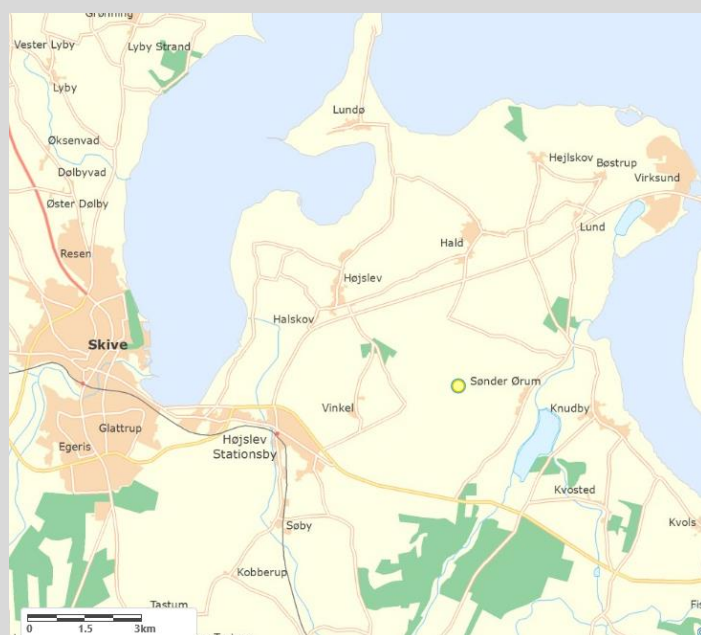 Grønning
Vester Lyby
Lyby Strand
Lyby
Lundø
Øksenvad
Dølbyvad
Øster Dølby
Hejlskov
Bøstrup
Virksund
Lund
Resen
Hald
Højslev
Halskov
Skive
Sønder Ørum
Vinkel
Knudby
Glattrup
Egeris
Højslev
Stationsby
Kvosted
Søby
Kvols
Kobberup
Tastum
0 1.5 3km